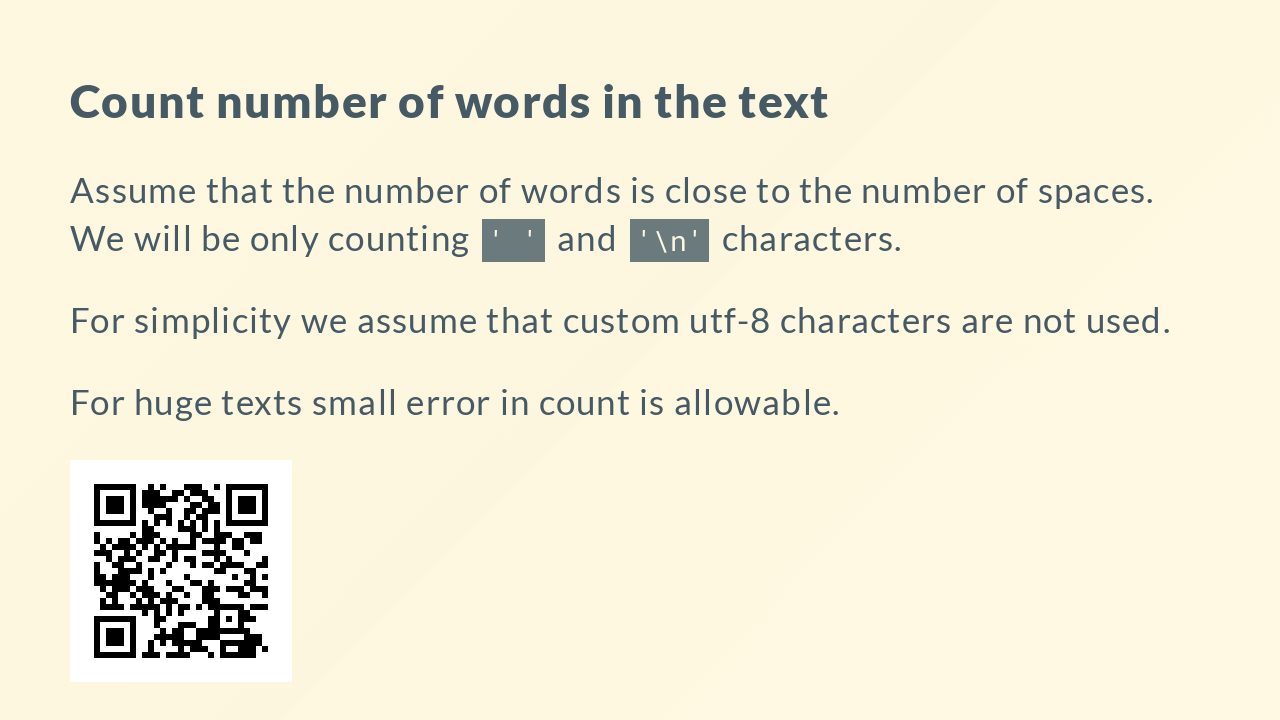 Count number of words in the text
Assume that the number of words is close to the number of spaces.
We will be only counting ' ' and '\n' characters.
For simplicity we assume that custom utf-8 characters are not used.
For huge texts small error in count is allowable.